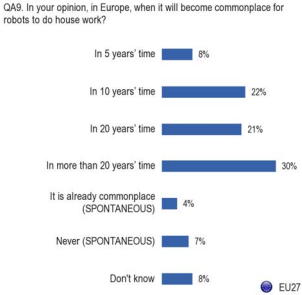 QA9. In your opinion, in Europe, when it will become commonplace for
robots to do house work?
In 5 years' time 8%
In 10 years' time 22%
In 20 years' time 21%
In more than 20 years' time 30%
It is already commonplace
(SPONTANEOUS) 4%
Never (SPONTANEOUS) 7%
Don't know 8%
EU27